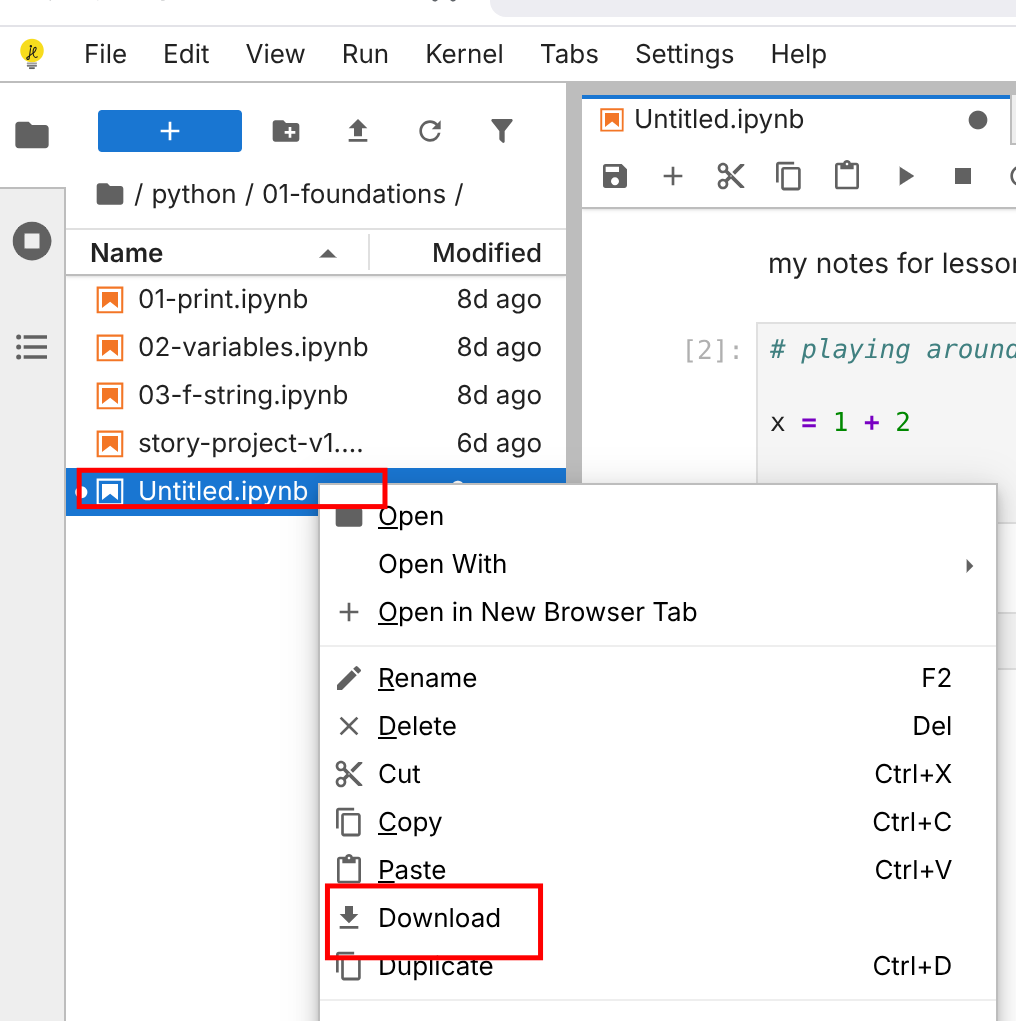 File Edit View Run Kernel Tabs Settings Help
+
/ python / 01-foundations /
Name Modified
01-print.ipynb 8d ago
02-variables.ipynb 8d ago
03-f-string.ipynb 8d ago
story-project-v1.... 6d ago
Untitled.ipynb
Untitled.ipynb
my notes for lesson
[2]: # playing around
x = 1 + 2
Open
Open With
Open in New Browser Tab
Rename F2
Delete Del
Cut Ctrl+X
Copy Ctrl+C
Paste Ctrl+V
Download
Duplicate Ctrl+D